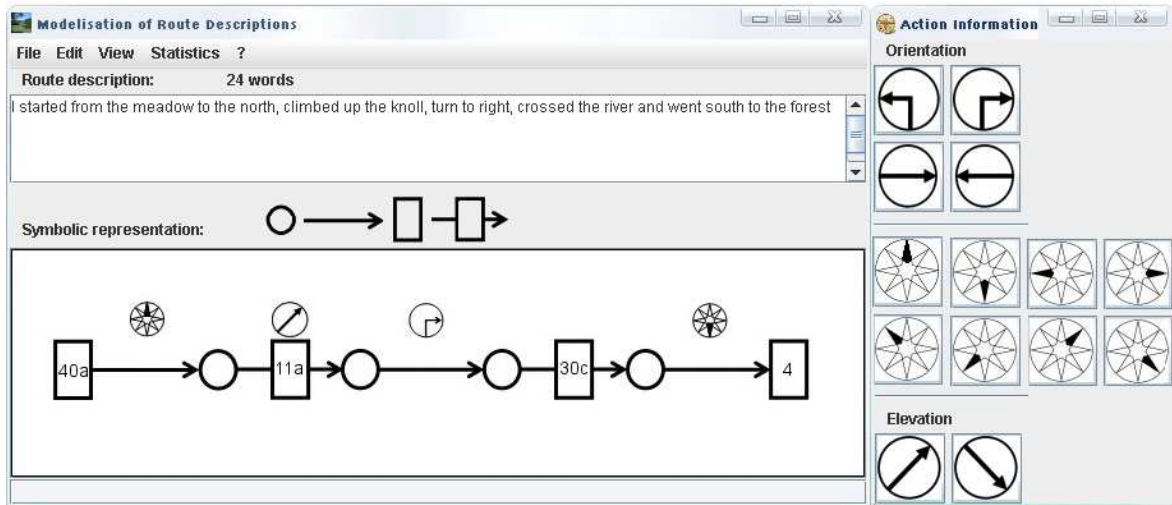 Modelisation of Route Descriptions
File Edit View Statistics ?
Route description: 24 words
I started from the meadow to the north, climbed up the knoll, turn to right, crossed the river and went south to the forest
Symbolic representation:
40a 11a 30c 4
Action Information
Orientation
Elevation